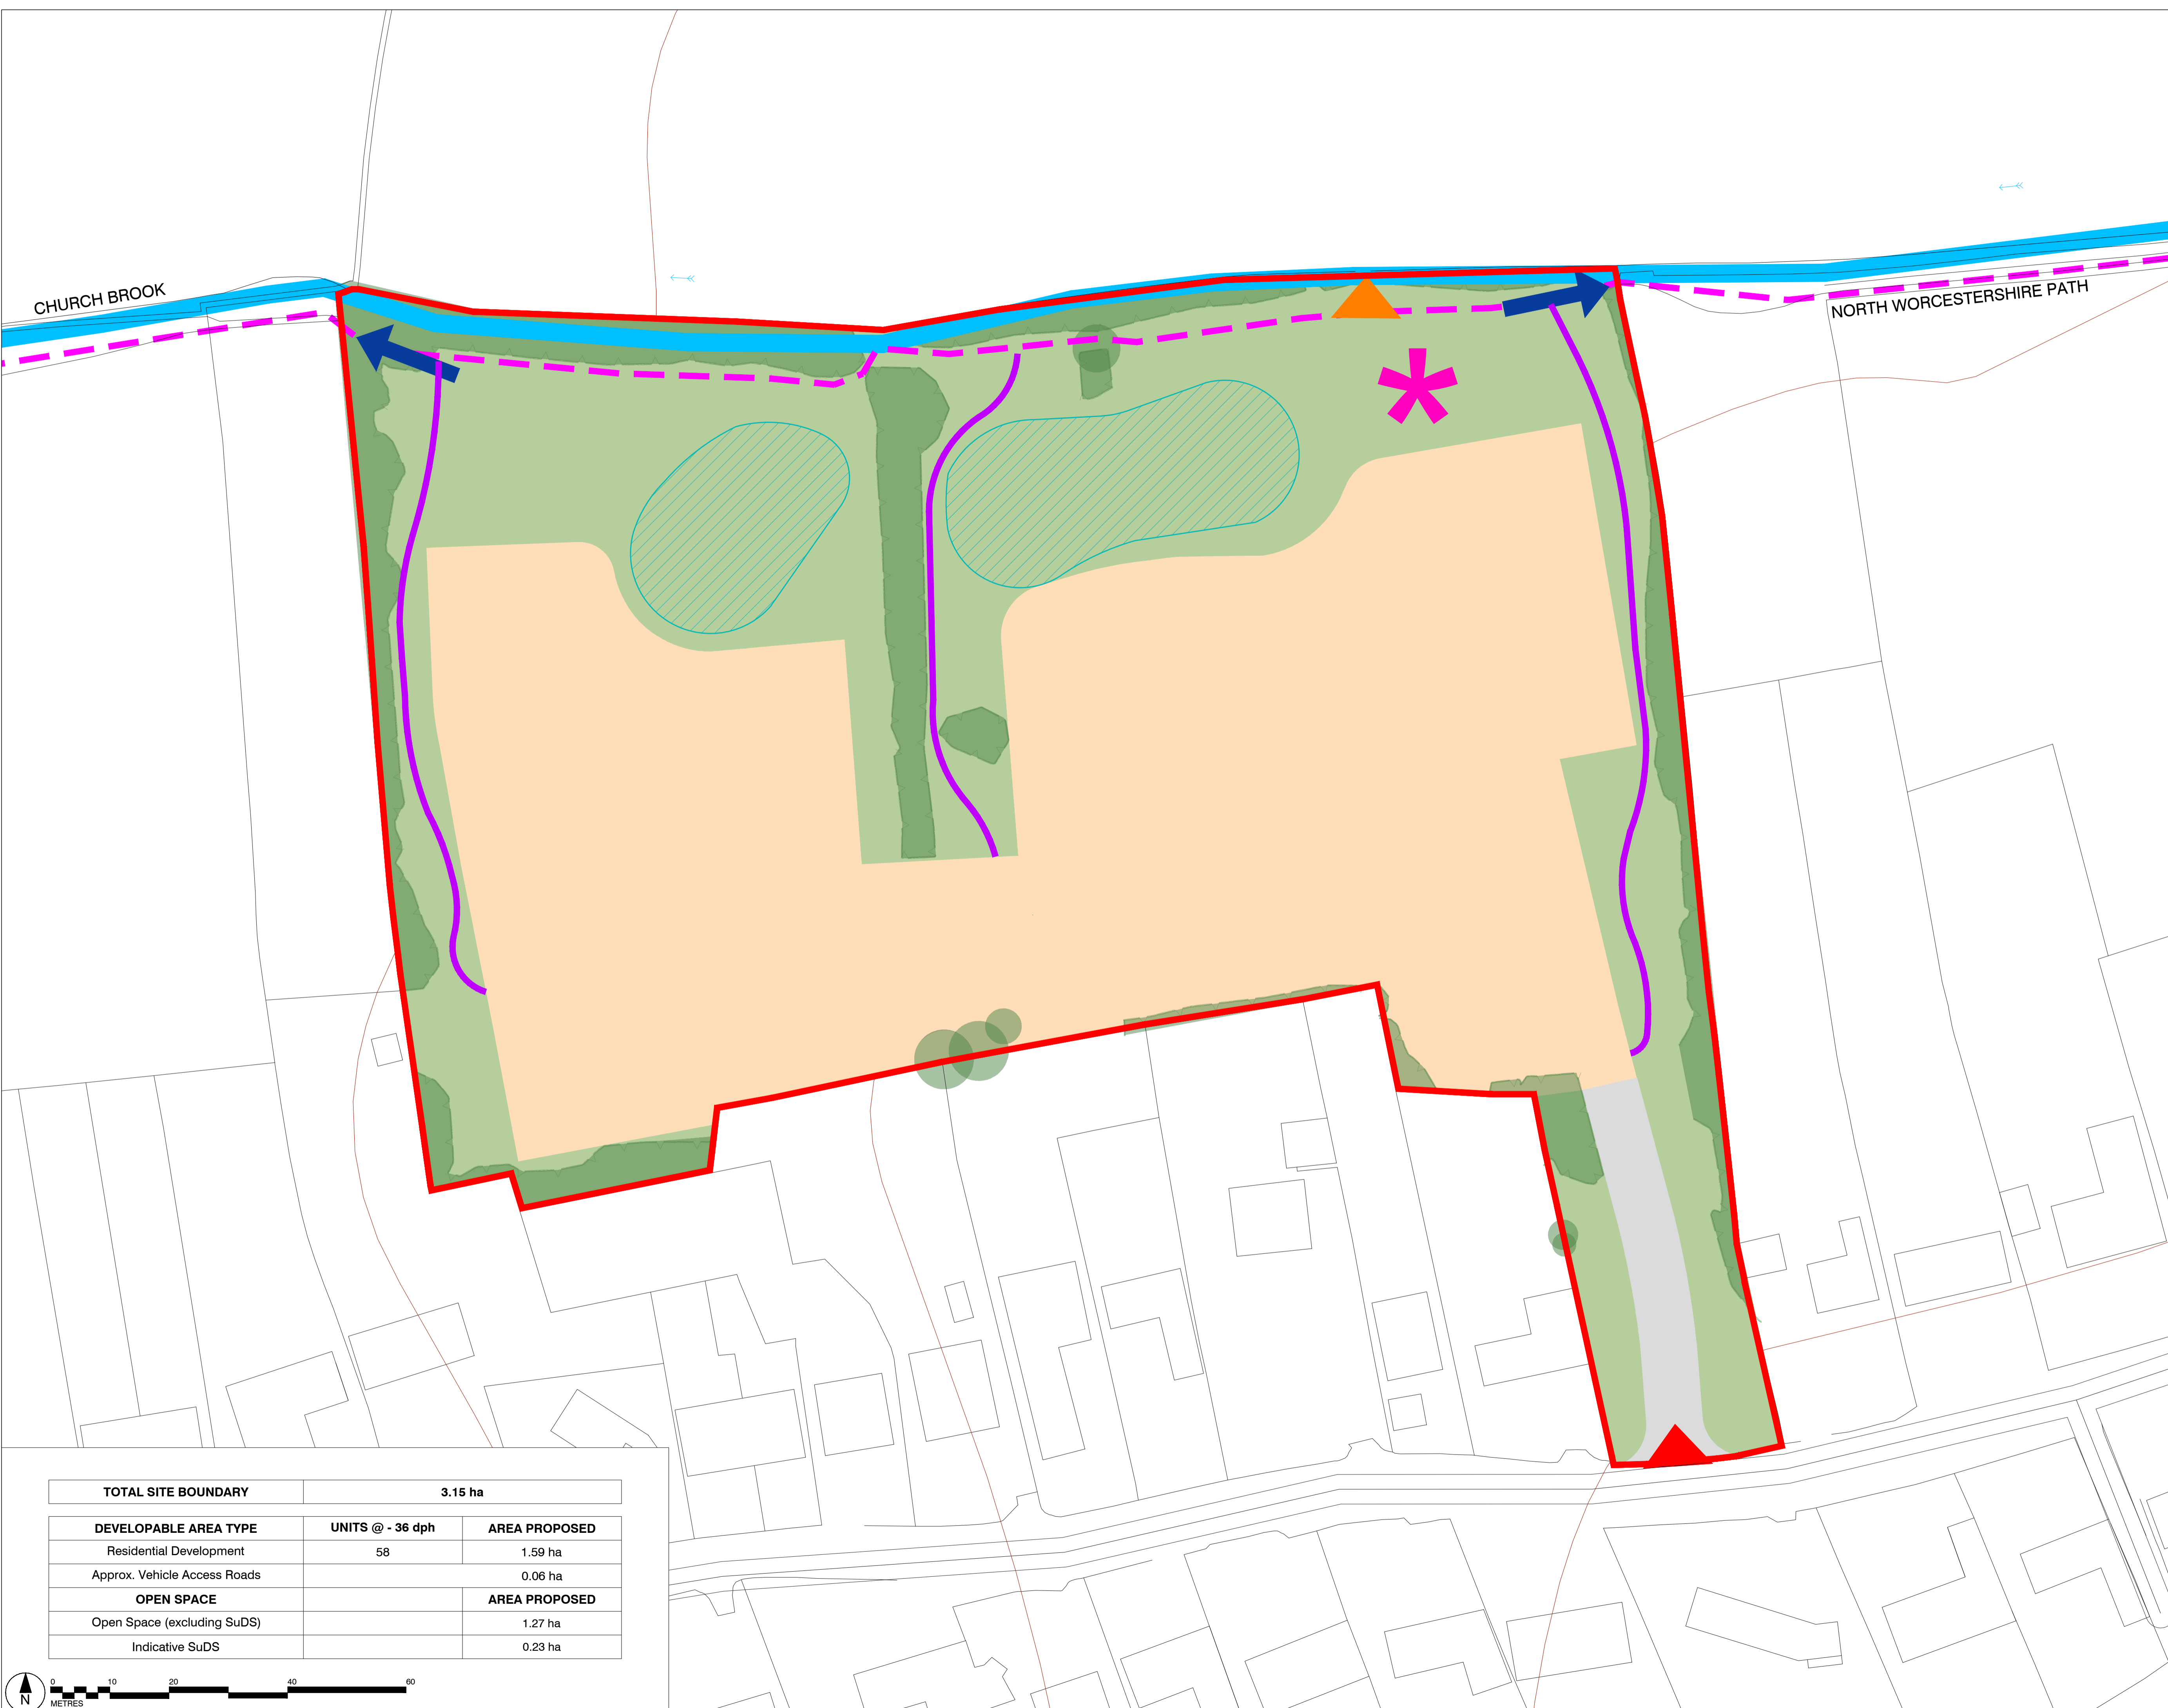 CHURCH BROOK
NORTH WORCESTERSHIRE PATH
TOTAL SITE BOUNDARY 3.15 ha
DEVELOPABLE AREA TYPE UNITS @ - 36 dph AREA PROPOSED
Residential Development 58 1.59 ha
Approx. Vehicle Access Roads 0.06 ha
OPEN SPACE AREA PROPOSED
Open Space (excluding SuDS) 1.27 ha
Indicative SuDS 0.23 ha
0 10 20 40 60
METRES
N